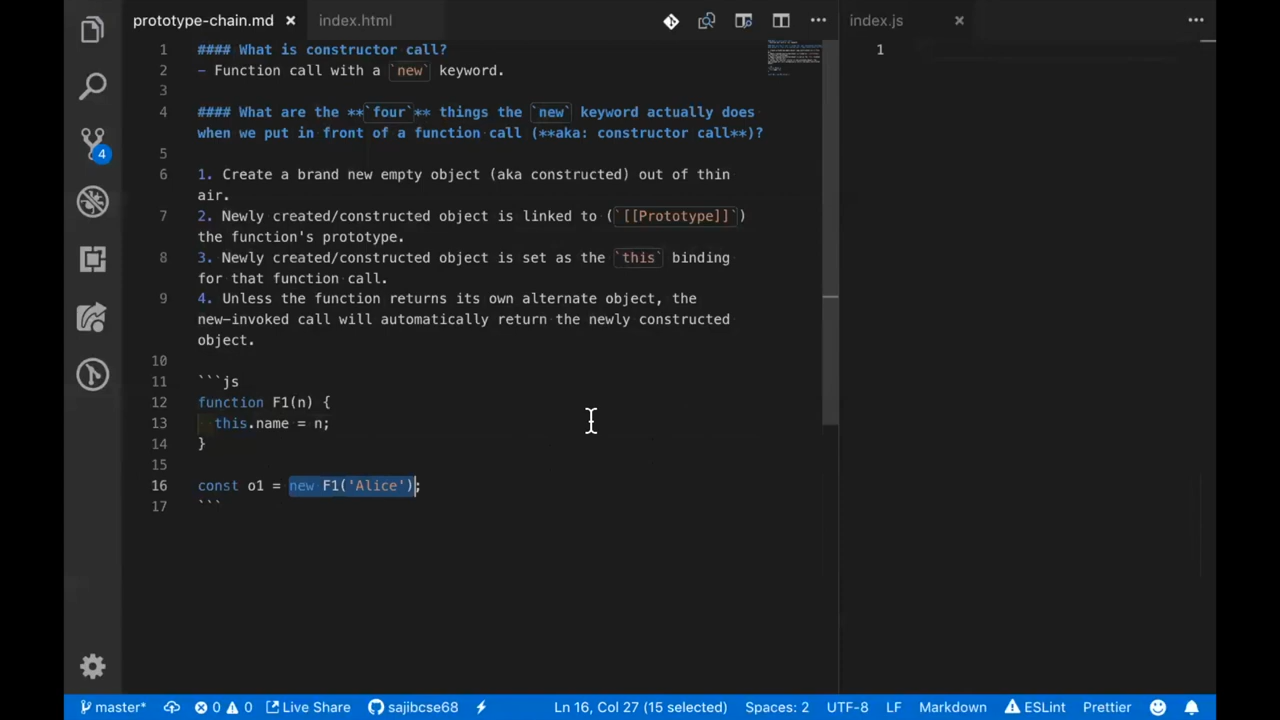 prototype-chain.md index.html index.js
1 #### What is constructor call?
2 - Function call with a `new` keyword.
3
4 #### What are the **`four`** things the `new` keyword actually does
when we put in front of a function call (**aka: constructor call**)?
5
6 1. Create a brand new empty object (aka constructed) out of thin
air.
7 2. Newly created/constructed object is linked to (`[[Prototype]]`)
the function's prototype.
8 3. Newly created/constructed object is set as the `this` binding
for that function call.
9 4. Unless the function returns its own alternate object, the
new-invoked call will automatically return the newly constructed
object.
10
11 ```js
12 function F1(n) {
13 this.name = n;
14 }
15
16 const o1 = new F1('Alice');
17 ```
1
4
master* 0 0 Live Share sajibcse68 Ln 16, Col 27 (15 selected) Spaces: 2 UTF-8 LF Markdown ESLint Prettier